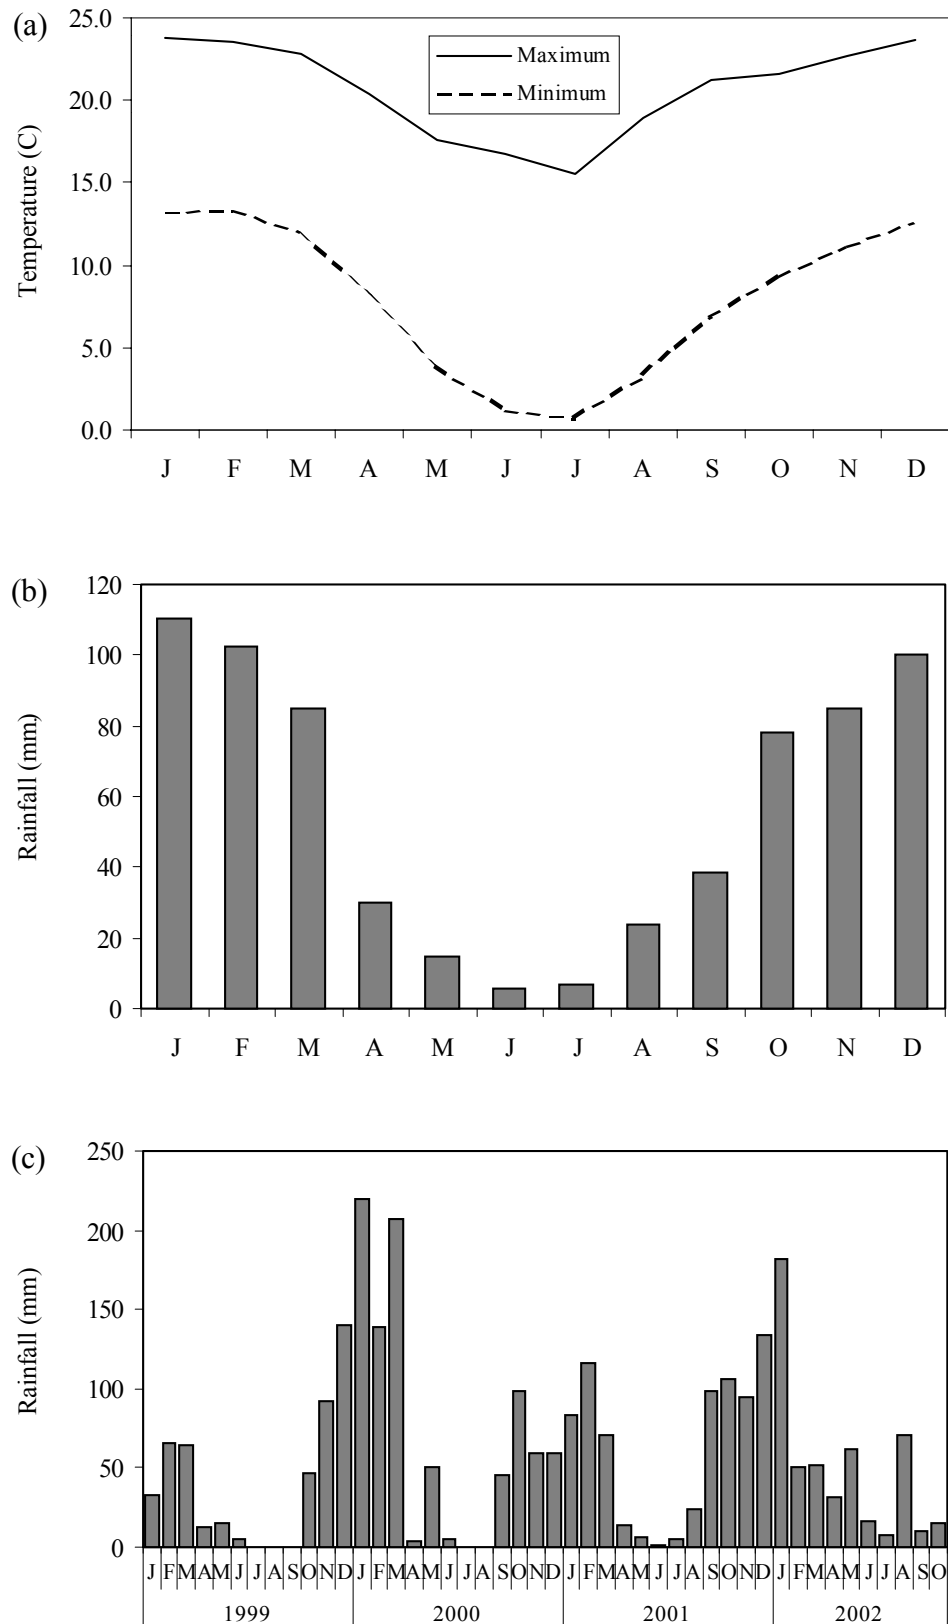 (a)
25.0
20.0
15.0
10.0
5.0
0.0
Temperature (C)
Maximum
Minimum
J F M A M J J A S O N D
(b)
120
100
80
60
40
20
0
Rainfall (mm)
J F M A M J J A S O N D
(c)
250
200
150
100
50
0
Rainfall (mm)
J F M A M J J A S O N D J F M A M J J A S O N D J F M A M J J A S O N D J F M A M J J A S O
1999 2000 2001 2002